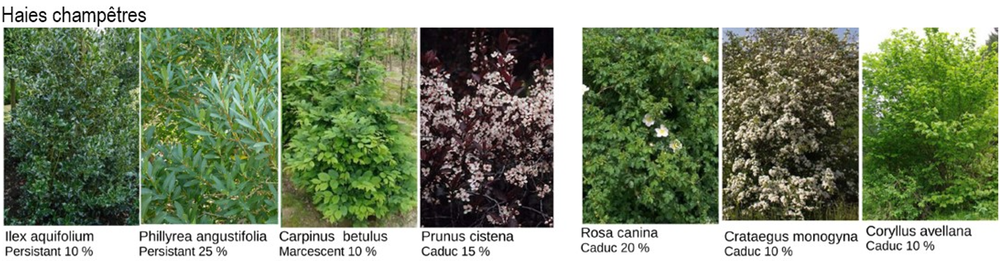 Haies champêtres
Ilex aquifolium
Persistant 10 %
Phillyrea angustifolia
Persistant 25 %
Carpinus betulus
Marcescent 10 %
Prunus cistena
Caduc 15 %
Rosa canina
Caduc 20 %
Crataegus monogyna
Caduc 10 %
Coryllus avellana
Caduc 10 %